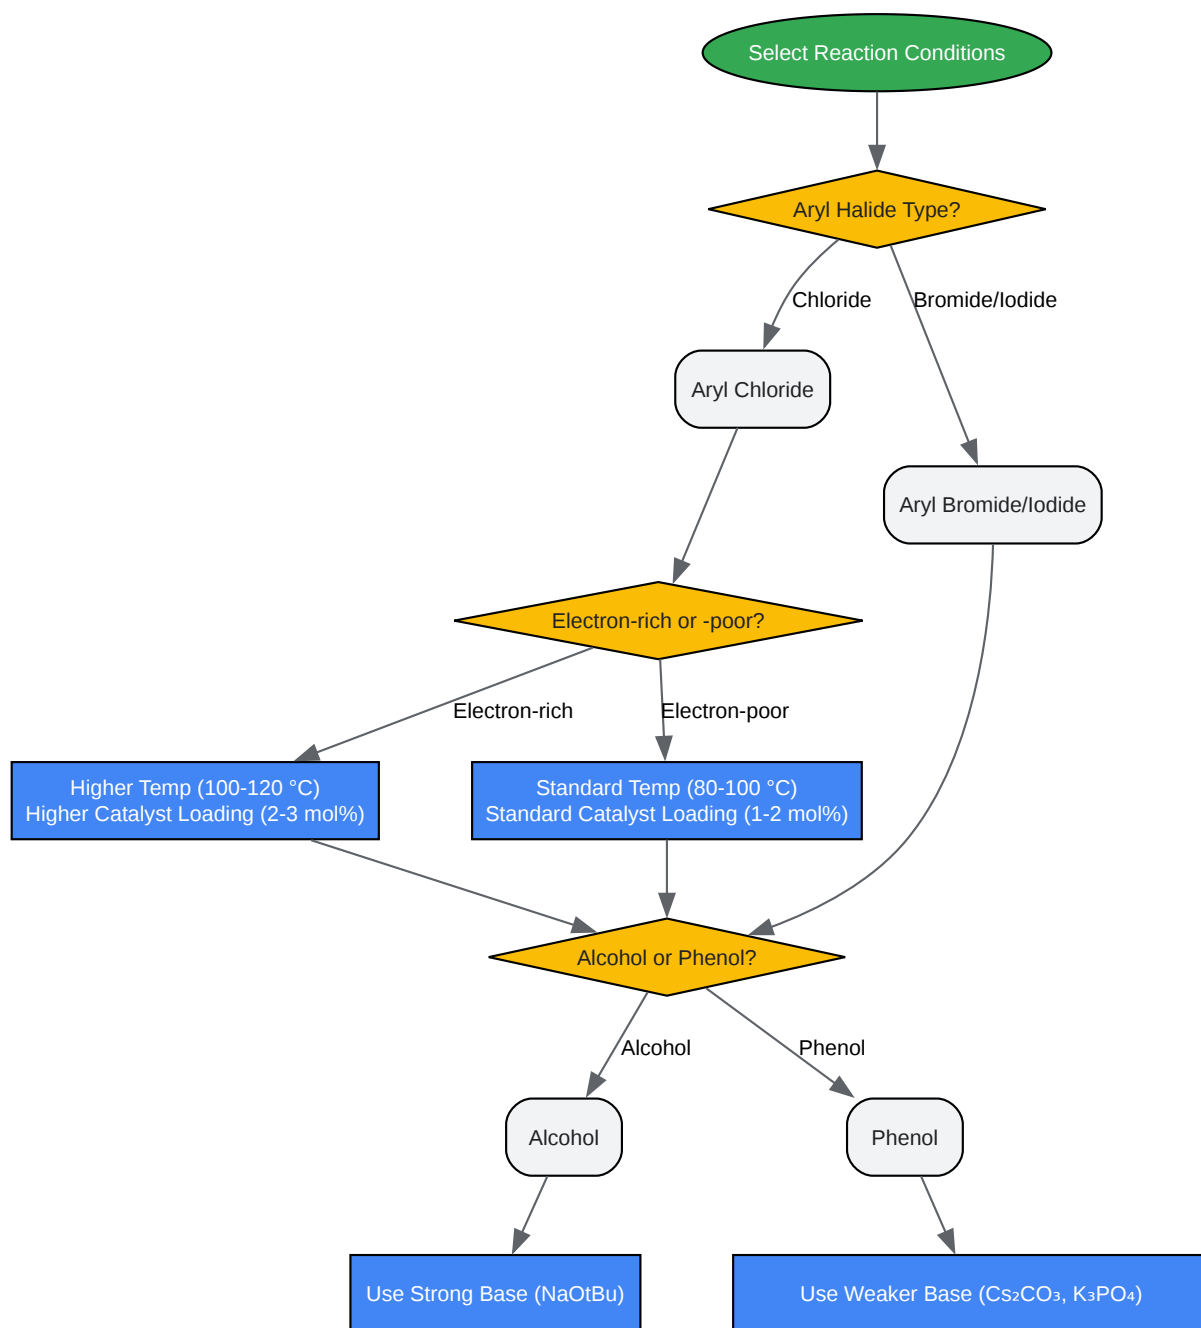 Select Reaction Conditions
Aryl Halide Type?
Chloride
Bromide/Iodide
Aryl Chloride
Aryl Bromide/Iodide
Electron-rich or -poor?
Electron-rich
Electron-poor
Higher Temp (100-120 °C)
Higher Catalyst Loading (2-3 mol%)
Standard Temp (80-100 °C)
Standard Catalyst Loading (1-2 mol%)
Alcohol or Phenol?
Alcohol
Phenol
Alcohol
Phenol
Use Strong Base (NaOtBu)
Use Weaker Base (Cs₂CO₃, K₃PO₄)